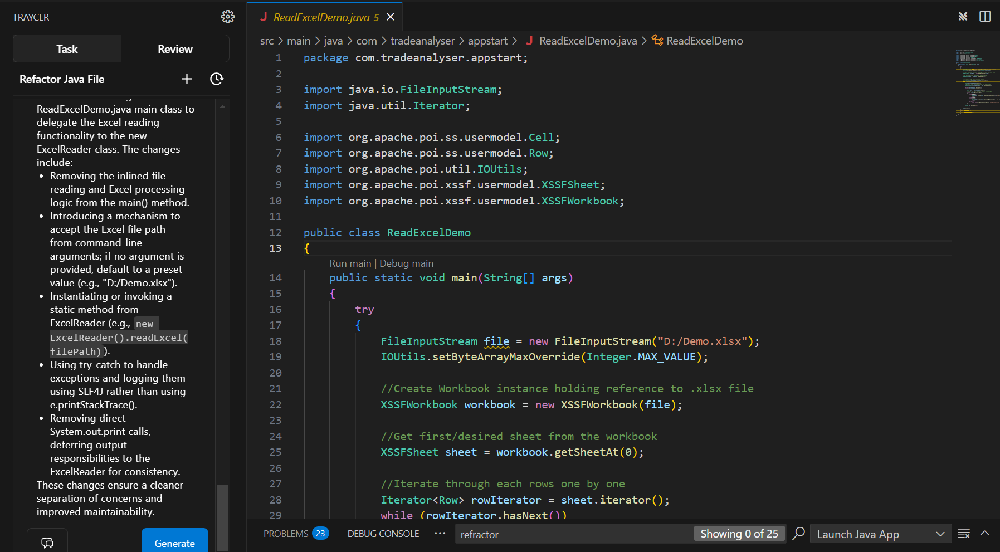 TRAYCER
Task
Review
Refactor Java File
ReadExcelDemo.java main class to
delegate the Excel reading
functionality to the new
ExcelReader class. The changes
include:
• Removing the inlined file
reading and Excel processing
logic from the main() method.
• Introducing a mechanism to
accept the Excel file path
from command-line
arguments; if no argument is
provided, default to a preset
value (e.g., "D:/Demo.xlsx").
• Instantiating or invoking a
static method from
ExcelReader (e.g., new
ExcelReader().readExcel(
filePath) ).
• Using try-catch to handle
exceptions and logging them
using SLF4J rather than using
e.printStackTrace().
• Removing direct
System.out.print calls,
deferring output
responsibilities to the
ExcelReader for consistency.
These changes ensure a cleaner
separation of concerns and
improved maintainability.
Generate
ReadExcelDemo.java 5
src > main > java > com > tradeanalyser > appstart > J ReadExcelDemo.java > ReadExcelDemo
1 package com.tradeanalyser.appstart;
2
3 import java.io.FileInputStream;
4 import java.util.Iterator;
5
6 import org.apache.poi.ss.usermodel.Cell;
7 import org.apache.poi.ss.usermodel.Row;
8 import org.apache.poi.util.IOUtils;
9 import org.apache.poi.xssf.usermodel.XSSFSheet;
10 import org.apache.poi.xssf.usermodel.XSSFWorkbook;
11
12 public class ReadExcelDemo
13 {
Run main | Debug main
14 public static void main(String[] args)
15 {
16 try
17 {
18 FileInputStream file = new FileInputStream("D:/Demo.xlsx");
19 IOUtils.setByteArrayMaxOverride(Integer.MAX_VALUE);
20
21 //Create Workbook instance holding reference to .xlsx file
22 XSSFWorkbook workbook = new XSSFWorkbook(file);
23
24 //Get first/desired sheet from the workbook
25 XSSFSheet sheet = workbook.getSheetAt(0);
26
27 //Iterate through each rows one by one
28 Iterator<Row> rowIterator = sheet.iterator();
29 while (rowIterator.hasNext())
PROBLEMS 23 DEBUG CONSOLE ··· refractor Showing 0 of 25 Launch Java App